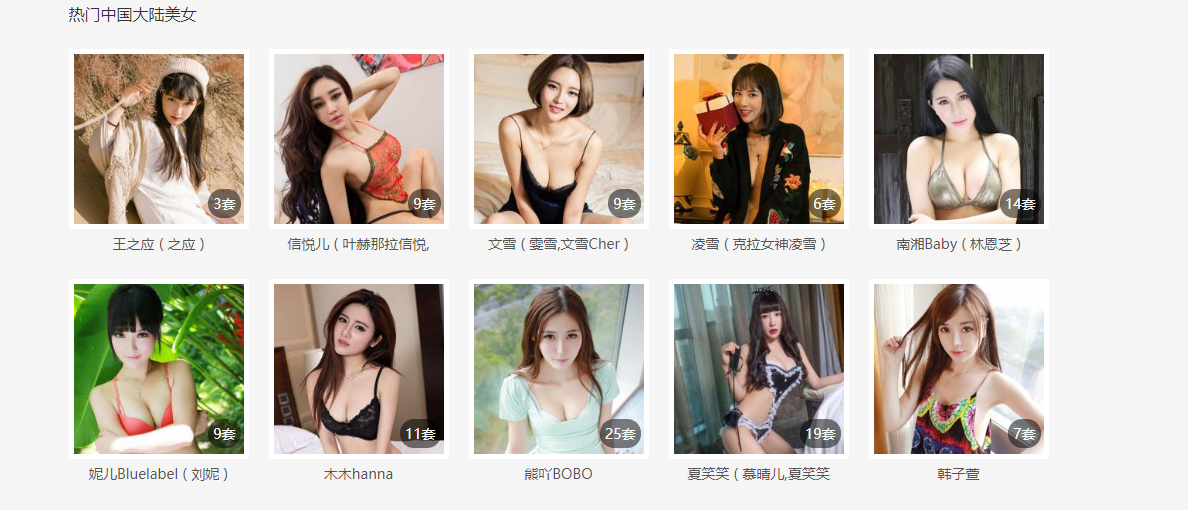 热门中国大陆美女
3套
9套
9套
6套
14套
王之应 ( 之应 )
信悦儿 ( 叶赫那拉信悦,
文雪 ( 雯雪,文雪Cher )
凌雪 ( 克拉女神凌雪 )
南湘Baby ( 林恩芝 )
9套
11套
25套
19套
7套
妮儿Bluelabel ( 刘妮 )
木木hanna
熊吖BOBO
夏笑笑 ( 慕晴儿,夏笑笑
韩子萱